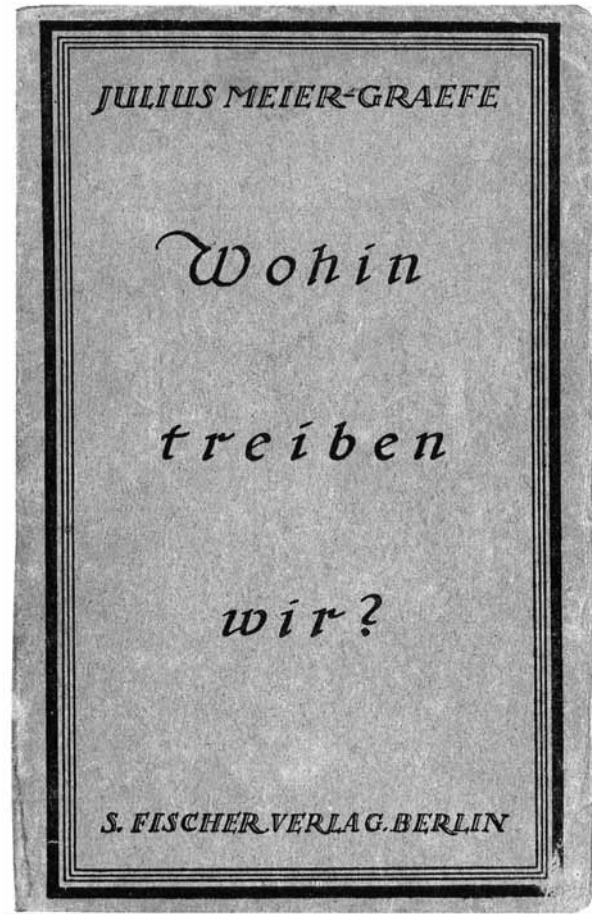 JULIUS MEIER-GRAEFE
Wohin
treiben
wir?
S. FISCHER VERLAG. BERLIN